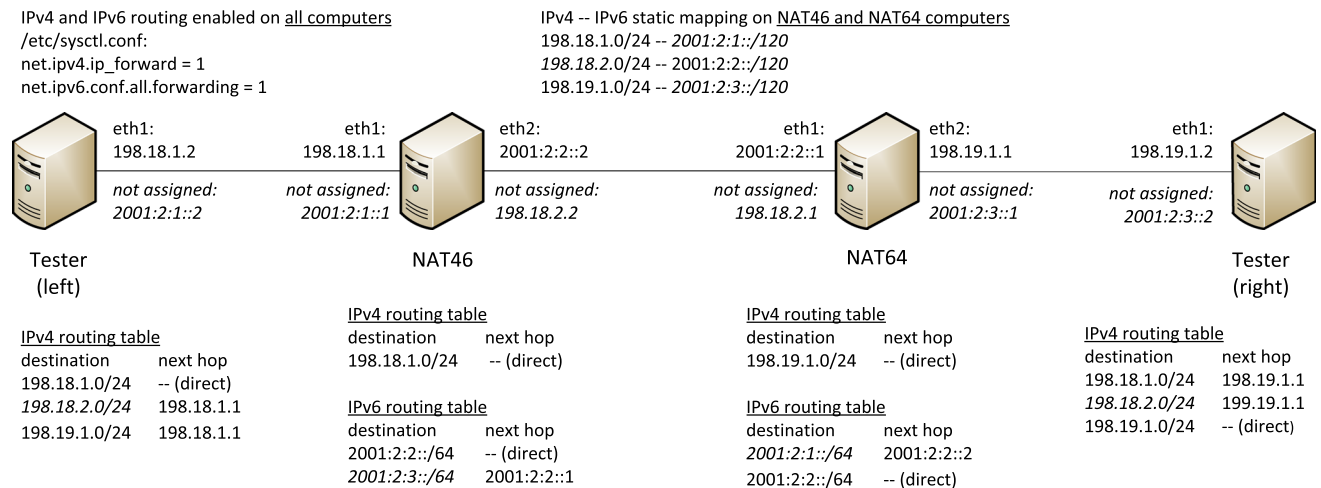 IPv4 and IPv6 routing enabled on all computers
/etc/sysctl.conf:
net.ipv4.ip_forward = 1
net.ipv6.conf.all.forwarding = 1
IPv4 -- IPv6 static mapping on NAT46 and NAT64 computers
198.18.1.0/24 -- 2001:2:1::/120
198.18.2.0/24 -- 2001:2:2::/120
198.19.1.0/24 -- 2001:2:3::/120
eth1:
198.18.1.2
not assigned:
2001:2:1::2
Tester
(left)
eth1:
198.18.1.1
not assigned:
2001:2:1::1
eth2:
2001:2:2::2
not assigned:
198.18.2.2
NAT46
eth1:
2001:2:2::1
not assigned:
198.18.2.1
eth2:
198.19.1.1
not assigned:
2001:2:3::1
NAT64
eth1:
198.19.1.2
not assigned:
2001:2:3::2
Tester
(right)
IPv4 routing table
destination next hop
198.18.1.0/24 -- (direct)
198.18.2.0/24 198.18.1.1
198.19.1.0/24 198.18.1.1
IPv4 routing table
destination next hop
198.18.1.0/24 -- (direct)
IPv6 routing table
destination next hop
2001:2:2::/64 -- (direct)
2001:2:3::/64 2001:2:2::1
IPv4 routing table
destination next hop
198.19.1.0/24 -- (direct)
IPv6 routing table
destination next hop
2001:2:1::/64 2001:2:2::2
2001:2:2::/64 -- (direct)
IPv4 routing table
destination next hop
198.18.1.0/24 198.19.1.1
198.18.2.0/24 199.19.1.1
198.19.1.0/24 -- (direct)